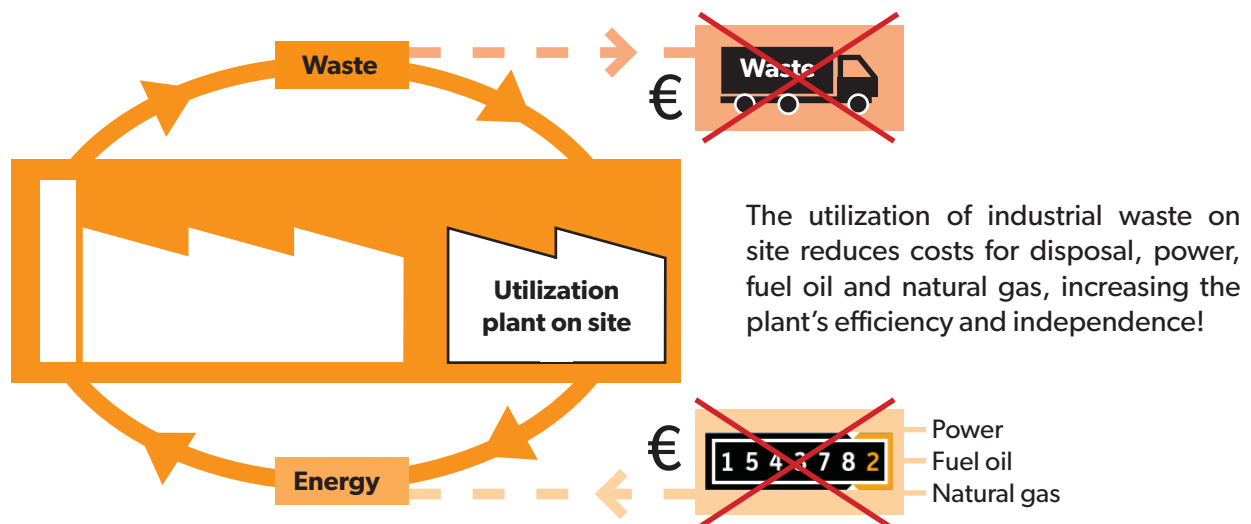 Waste
Waste
€
The utilization of industrial waste on
site reduces costs for disposal, power,
fuel oil and natural gas, increasing the
plant’s efficiency and independence!
Utilization
plant on site
€
1 5 4 3 7 8 2
Power
Fuel oil
Natural gas
Energy